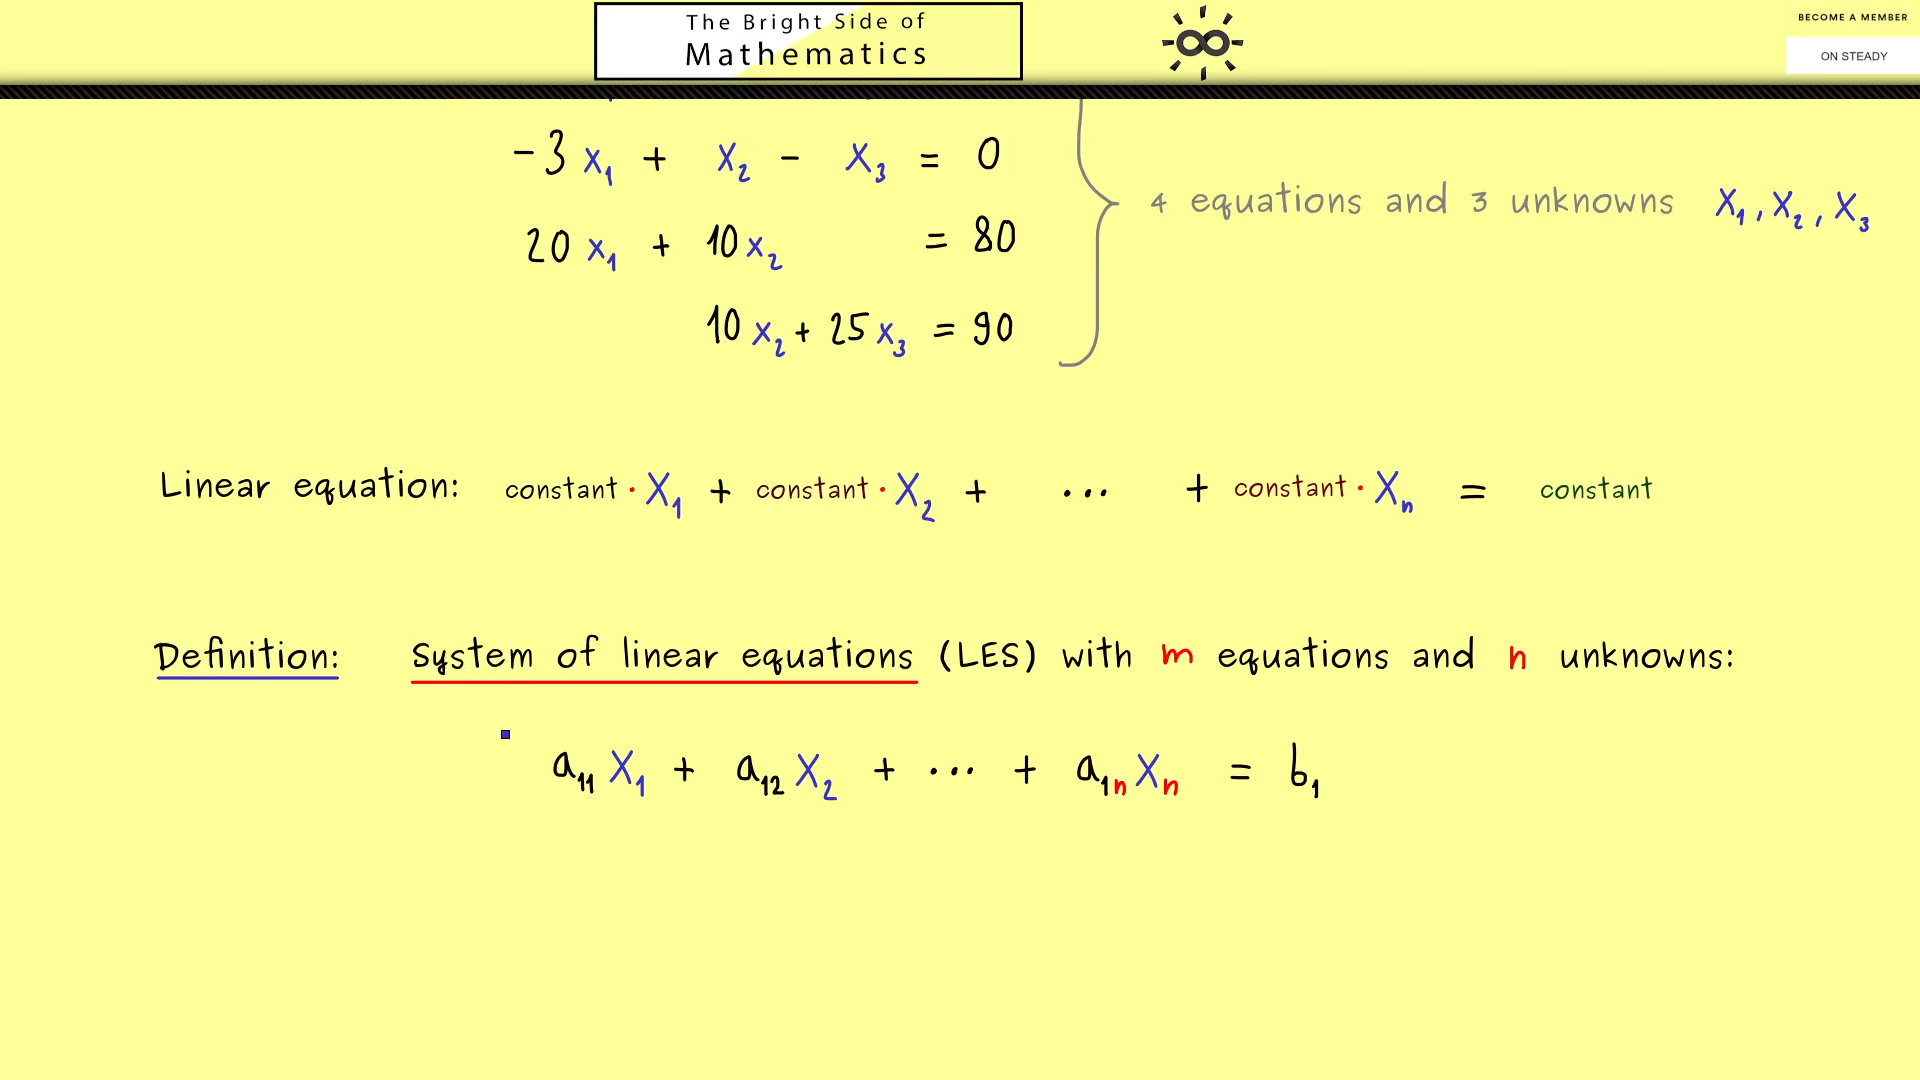 The Bright Side of
Mathematics
BECOME A MEMBER
ON STEADY
-3 x₁ + x₂ - x₃ = 0
4 equations and 3 unknowns x₁, x₂, x₃
20 x₁ + 10 x₂ = 80
10 x₂ + 25 x₃ = 90
Linear equation: constant · x₁ + constant · x₂ + ... + constant · xₙ = constant
Definition: System of linear equations (LES) with m equations and n unknowns:
a₁₁ x₁ + a₁₂ x₂ + ... + a₁ₙ xₙ = b₁